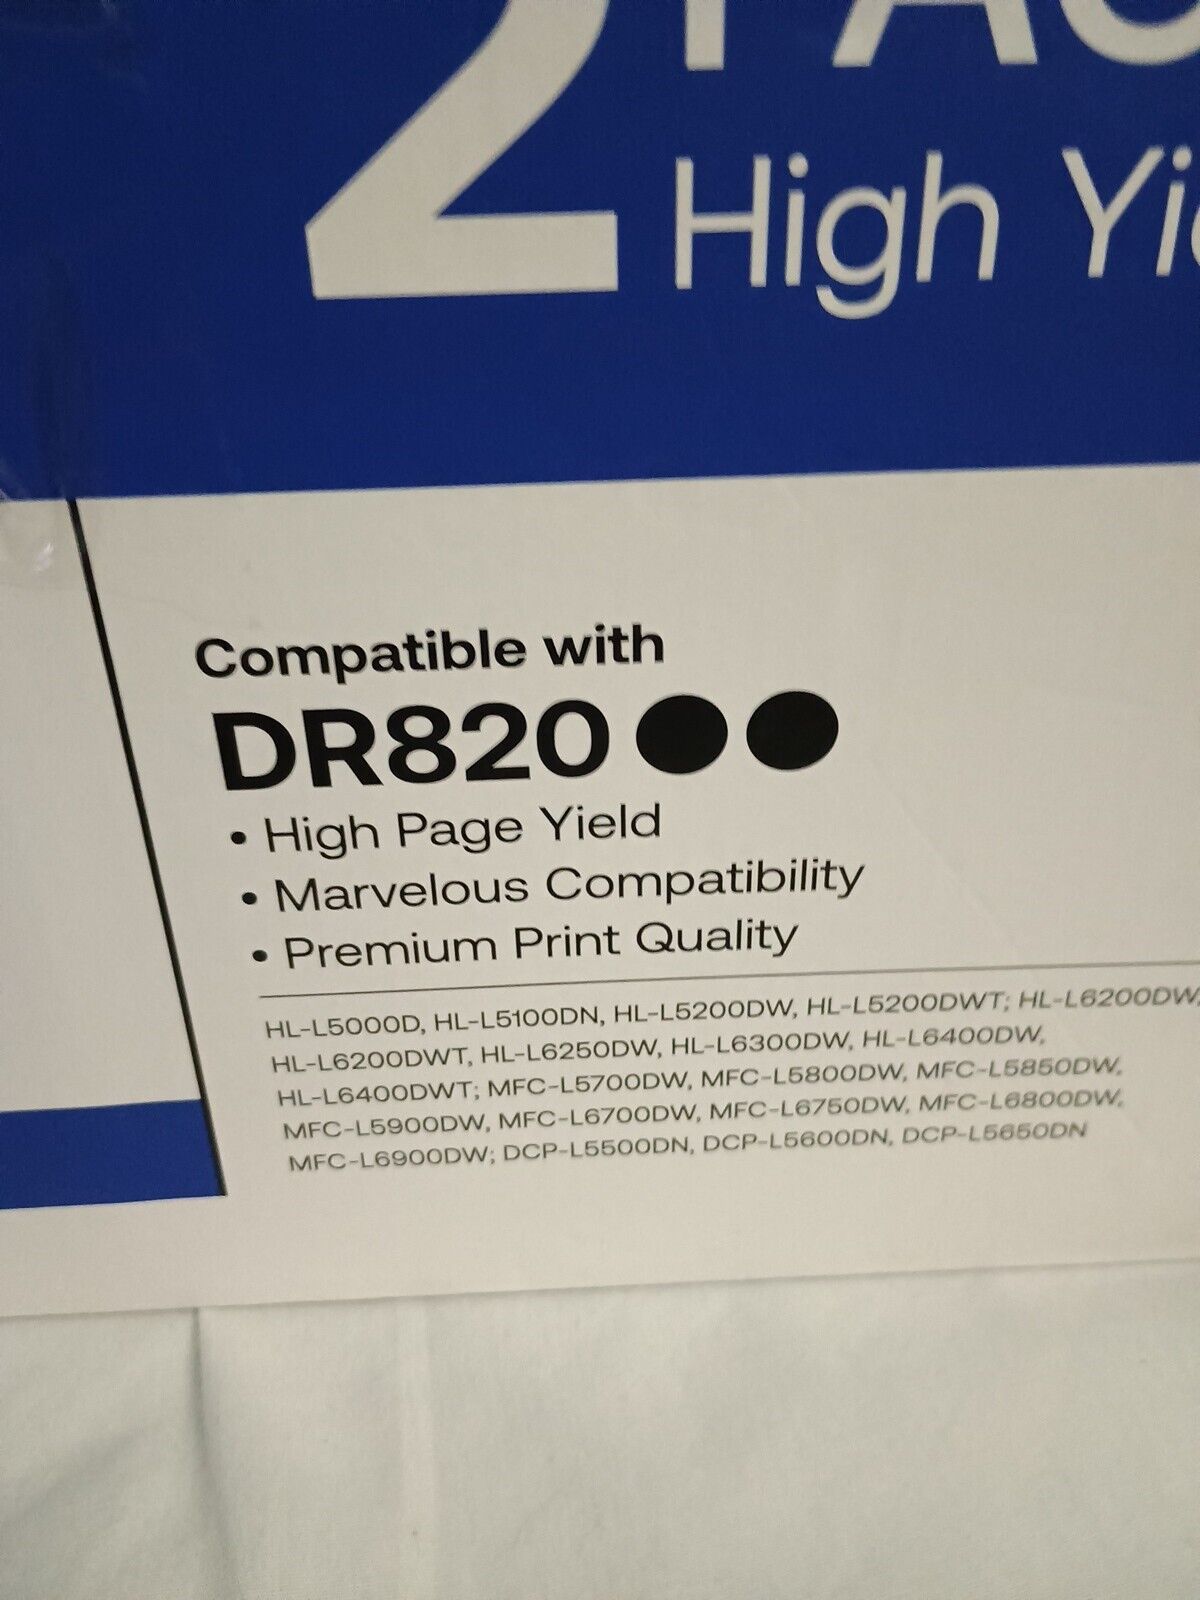 2 PAC
High Yi
Compatible with
DR820
• High Page Yield
• Marvelous Compatibility
• Premium Print Quality
HL-L5000D, HL-L5100DN, HL-L5200DW, HL-L5200DWT; HL-L6200DW,
HL-L6200DWT, HL-L6250DW, HL-L6300DW, HL-L6400DW,
HL-L6400DWT; MFC-L5700DW, MFC-L5800DW, MFC-L5850DW,
MFC-L5900DW, MFC-L6700DW, MFC-L6750DW, MFC-L6800DW,
MFC-L6900DW; DCP-L5500DN, DCP-L5600DN, DCP-L5650DN